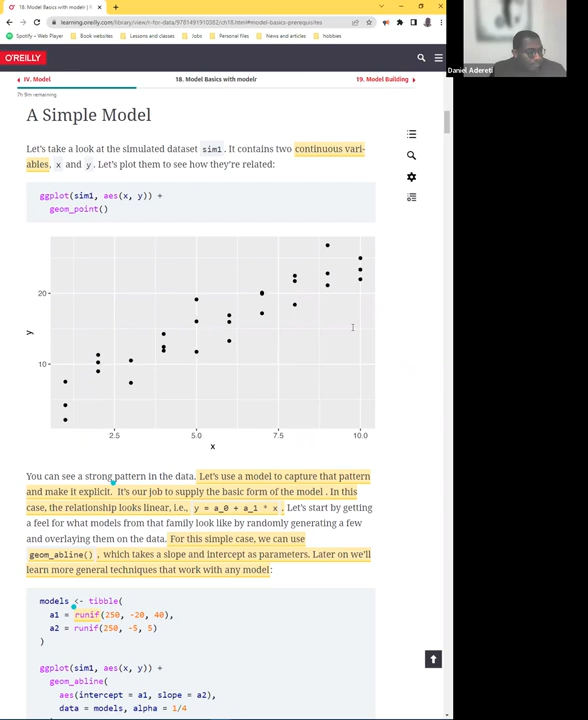 18. Model Basics with modelr | R
learning.oreilly.com/library/view/r-for-data/9781491910382/ch18.html#model-basics-prerequisites
Spotify – Web Player
Book websites
Lessons and classes
Jobs
Personal files
News and articles
hobbies
Daniel Adereti
O'REILLY
IV. Model
18. Model Basics with modelr
19. Model Building
7h 9m remaining
A Simple Model
Let's take a look at the simulated dataset sim1. It contains two continuous vari-
ables, x and y. Let's plot them to see how they're related:
ggplot(sim1, aes(x, y)) +
geom_point()
20
10
y
2.5
5.0
7.5
10.0
x
You can see a strong pattern in the data. Let's use a model to capture that pattern
and make it explicit. It's our job to supply the basic form of the model. In this
case, the relationship looks linear, i.e., y = a_0 + a_1 * x. Let's start by getting
a feel for what models from that family look like by randomly generating a few
and overlaying them on the data. For this simple case, we can use
geom_abline(), which takes a slope and intercept as parameters. Later on we'll
learn more general techniques that work with any model:
models <- tibble(
a1 = runif(250, -20, 40),
a2 = runif(250, -5, 5)
)
ggplot(sim1, aes(x, y)) +
geom_abline(
aes(intercept = a1, slope = a2),
data = models, alpha = 1/4